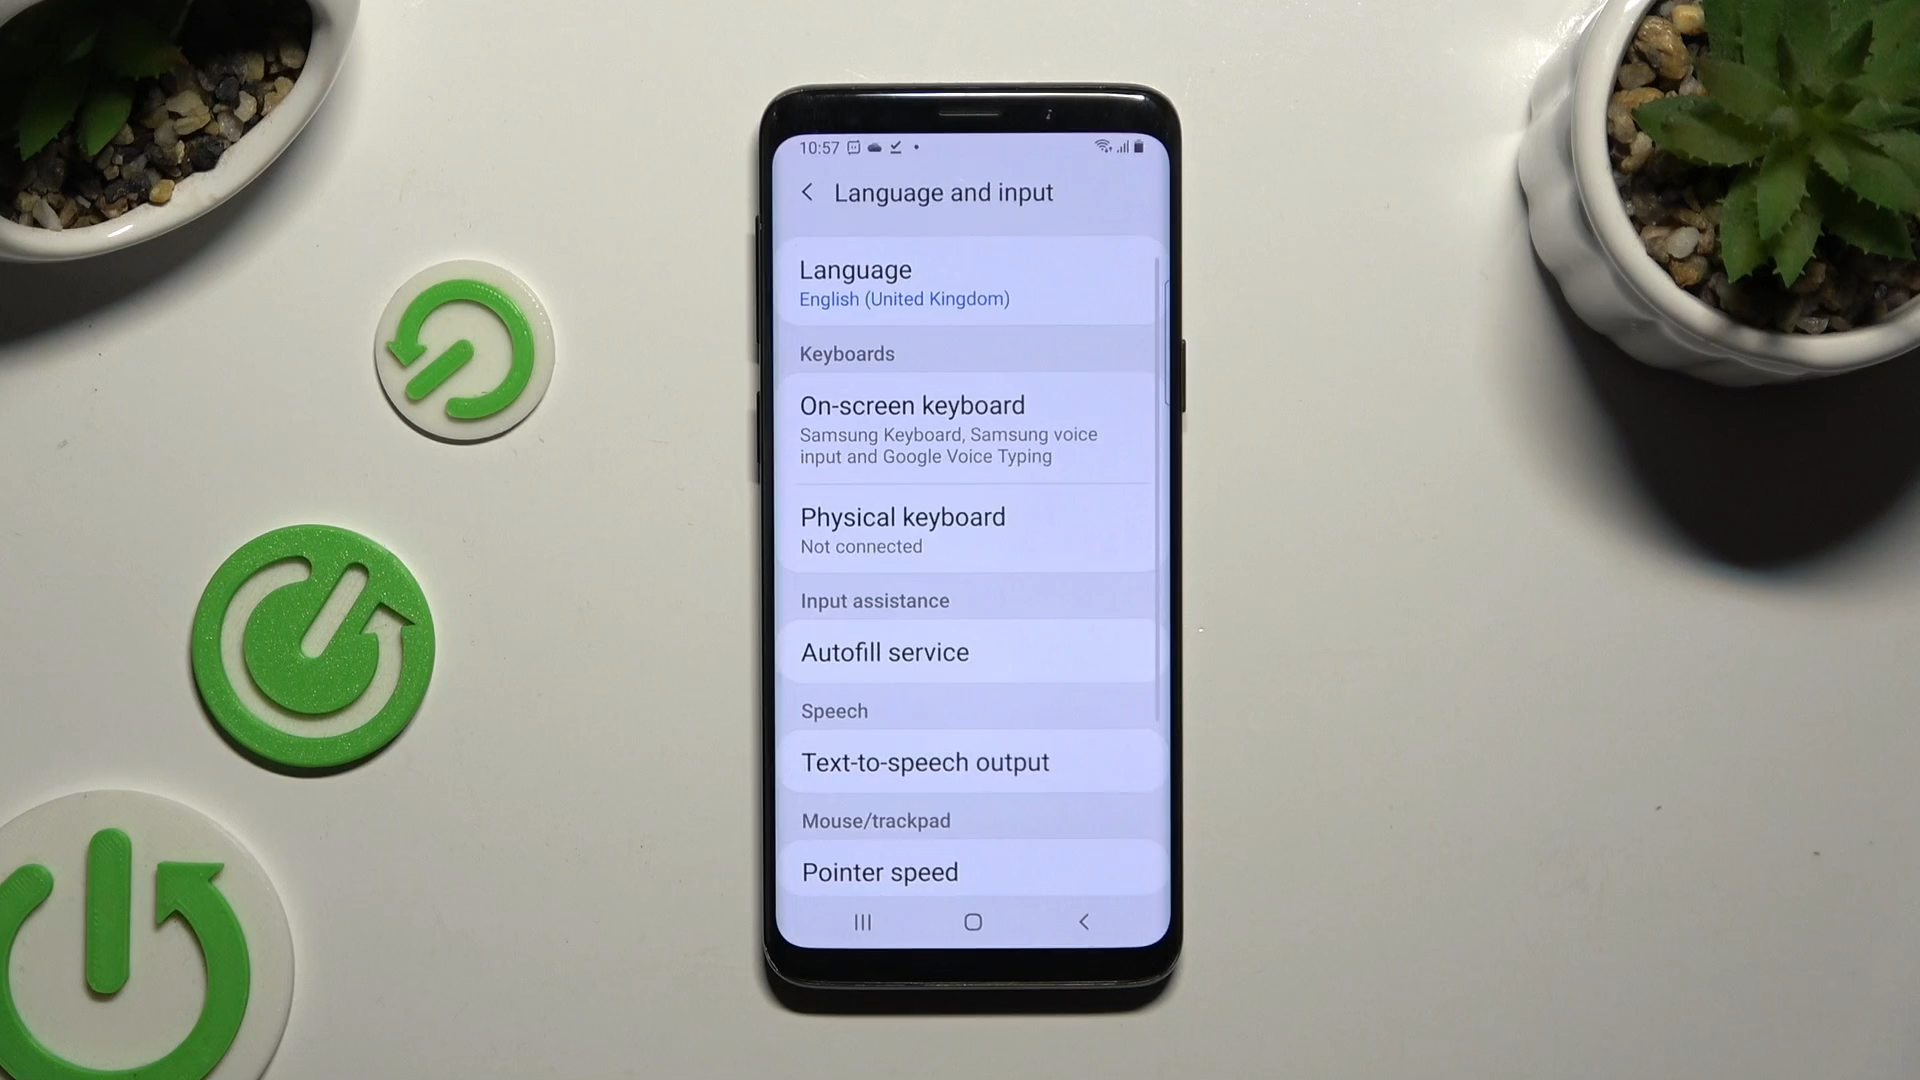 10:57
Language and input
Language
English (United Kingdom)
Keyboards
On-screen keyboard
Samsung Keyboard, Samsung voice
input and Google Voice Typing
Physical keyboard
Not connected
Input assistance
Autofill service
Speech
Text-to-speech output
Mouse/trackpad
Pointer speed